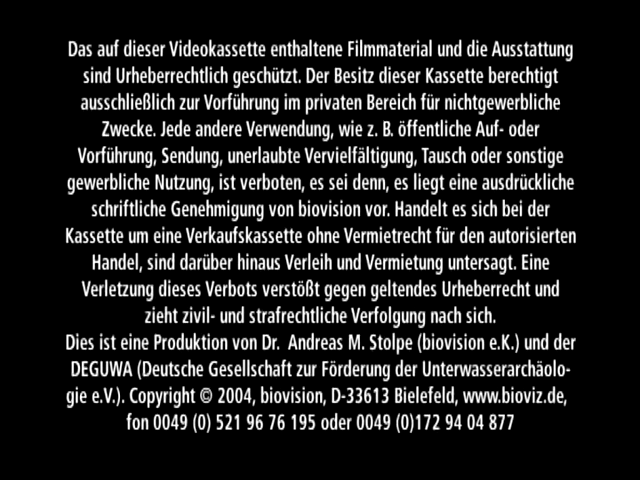 Das auf dieser Videokassette enthaltene Filmmaterial und die Ausstattung
sind Urheberrechtlich geschützt. Der Besitz dieser Kassette berechtigt
ausschließlich zur Vorführung im privaten Bereich für nichtgewerbliche
Zwecke. Jede andere Verwendung, wie z. B. öffentliche Auf- oder
Vorführung, Sendung, unerlaubte Vervielfältigung, Tausch oder sonstige
gewerbliche Nutzung, ist verboten, es sei denn, es liegt eine ausdrückliche
schriftliche Genehmigung von biovision vor. Handelt es sich bei der
Kassette um eine Verkaufskassette ohne Vermietrecht für den autorisierten
Handel, sind darüber hinaus Verleih und Vermietung untersagt. Eine
Verletzung dieses Verbots verstößt gegen geltendes Urheberrecht und
zieht zivil- und strafrechtliche Verfolgung nach sich.
Dies ist eine Produktion von Dr. Andreas M. Stolpe (biovision e.K.) und der
DEGUWA (Deutsche Gesellschaft zur Förderung der Unterwasserarchäolo-
gie e.V.). Copyright © 2004, biovision, D-33613 Bielefeld, www.bioviz.de,
fon 0049 (0) 521 96 76 195 oder 0049 (0)172 94 04 877